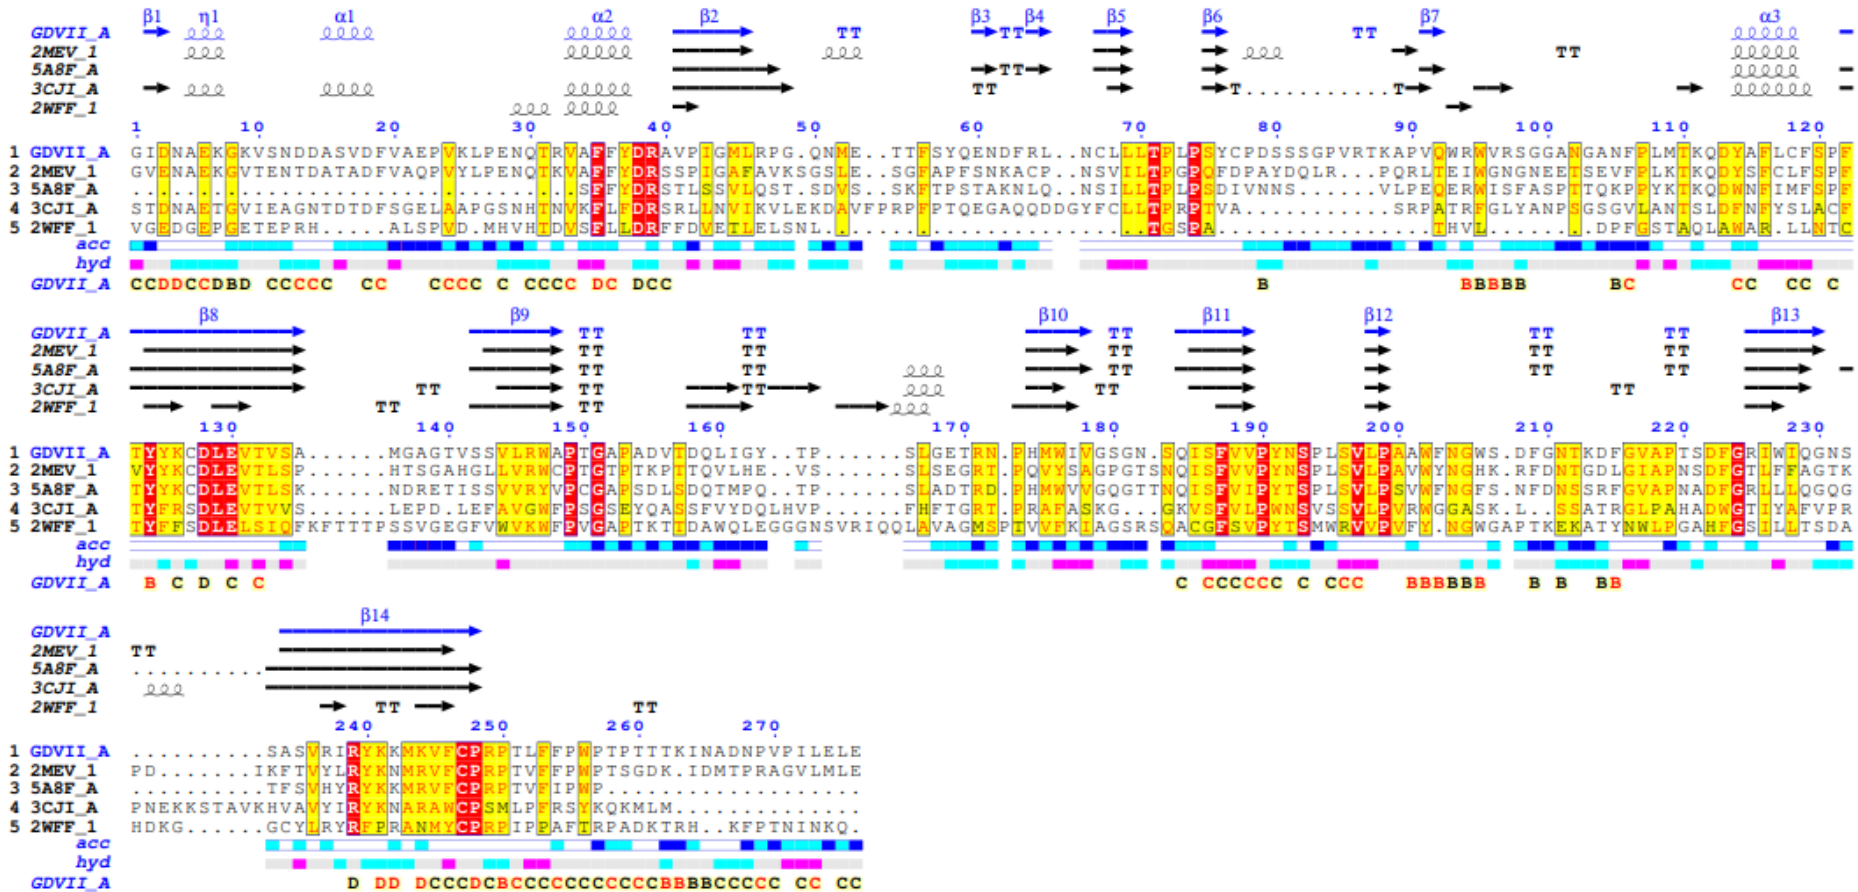 β1 η1 α1 α2 β2 β3 β4 β5 β6 β7 α3
GDVII_A TT TT TT
2MEV_1 TT
5A8F_A TT
3CJI_A TT T...........T
2WFF_1
1 10 20 30 40 50 60 70 80 90 100 110 120
1 GDVII_A GIDNAEKGKVSNDDASVDFVAEPVKLPENQTRVAFFYDRAVPIGMLRPG.QNME..TTFSYQENDFRL..NCLLLTPLPSYCPDSSSGPVRTKAPVQWRWVRSGGANGANFPLMTKQDYAFLCFSPF
2 2MEV_1 GVENAEKGVTENTDATADFVAQPVYLPENQTKVAFFYDRSSPIGAFAVKSGSLE..SGFAPFSNKACP..NSVILTPGPQFDPAYDQLR..PQRLTEIWGNGNEETSEVFPLKTKQDYSFCLFSPF
3 5A8F_A .................................SFFYDRSTLSSVLQST.SDVS..SKFTPSTAKNLQ..NSILLTPLPSDIVNNS.....VLPEQERWISFASPTTQKPPYKTKQDWNFIMFSPF
4 3CJI_A STDNAETGVIEAGNTDTDFSGELAAPGSNHTNVKFLFDRSRLLNVIKVLEKDAVFPRPFPTQEGAQQDDGYFCLLTPRPTVA...........SRPATRFGLYANPSGSGVLANTSLDFNFYSLACF
5 2WFF_1 VGEDGEPGETEPRH.....ALSPVD.MHVHTDVSFLLDRFFDVETLELSNL..................TGSPA................THVL......DPFGSTAQLAWAR.LLNTC
acc
hyd
GDVII_A CCDDCCDBD CCCCC CC CCCC C CCCC DC DCC B BBBBB BC CC CC C
β8 β9 β10 β11 β12 β13
GDVII_A TT TT TT TT TT
2MEV_1 TT TT TT TT TT
5A8F_A TT TT TT TT TT
3CJI_A TT TT TT TT TT
2WFF_1 TT TT
130 140 150 160 170 180 190 200 210 220 230
1 GDVII_A TYYKCDLEVTVSA......MGAGTVSSVLRWAPTGAPADVTDQLIGY..TP......SLGETRN.PHMWIVGSGN.SQISFVVPYNSPLSVLPAAWFNGWS.DFGNTKDFGVAPTSDFGRIWIQGNS
2 2MEV_1 VYYKCDLEVTLSP......HTSGAHGLLVRWCPTGTPTKPTTQVLHE..VS......SLSEGRT.PQVYSAGPGTSNQISFVVPYNSPLSVLPAVWYNGHK.RFDNTGDLGIAPNSDFGTLFFAGTK
3 5A8F_A TYYKCDLEVTLSK......NDRETISSVVRYVPCGAPSDLSDQTMPQ..TP......SLADTRD.PHMWVVGQGTTNQISFVIPYTSPLSVLPSVWFNGFS.NFDNSSRFGVAPNADFGRLLLQGQG
4 3CJI_A TYFRSDLEVTVVS......LEPD.LEFAVGWFPSGSEYQASSFVYDQLHVP......FHFTGRT.PRAFASKG....GKVSFVLPWNSVSSVLPVRWGGASK.L..SSATRGLPAHADWGTIYAFVPR
5 2WFF_1 TYFFSDLELSIQFKFTTTPSSVGEGFVWVKWFPVGAPTKTTDAWQLEGGGNSVRIQQLAVAGMSPTVVFKIAGSRSQACGFSVPYTSMWRVVPVFY.NGWGAPTKEKATYNWLPGAHFGSILLTSDA
acc
hyd
GDVII_A B C D C C C CCCCCC C CCC BBBBBB B B BB
β14
GDVII_A
2MEV_1 TT
5A8F_A ..........
3CJI_A
2WFF_1 TT TT
240 250 260 270
1 GDVII_A ..........SASVRIRYKKMKVFCPRPTLFFPWPTPTTTKINADNPVPILELE
2 2MEV_1 PD.......IKFTVYLRYKNMRVFCPRPTVFFPWPTSGDK.IDMTPRAGVLMLE
3 5A8F_A ..........TFSVHYRYKKMRVFCPRPTVFIPWP...................
4 3CJI_A PNEKKSTAVKHVAVYIRYKNARAWCPSMLPFRSYKQKMLM..............
5 2WFF_1 HDKG......GCYLRYRFPRANMYCPRPIPPAFTRPADKTRH..KFPTNINKQ.
acc
hyd
GDVII_A D DD DCCCDCBCCCCCCCCCCCBBBBCCCCC CC CC